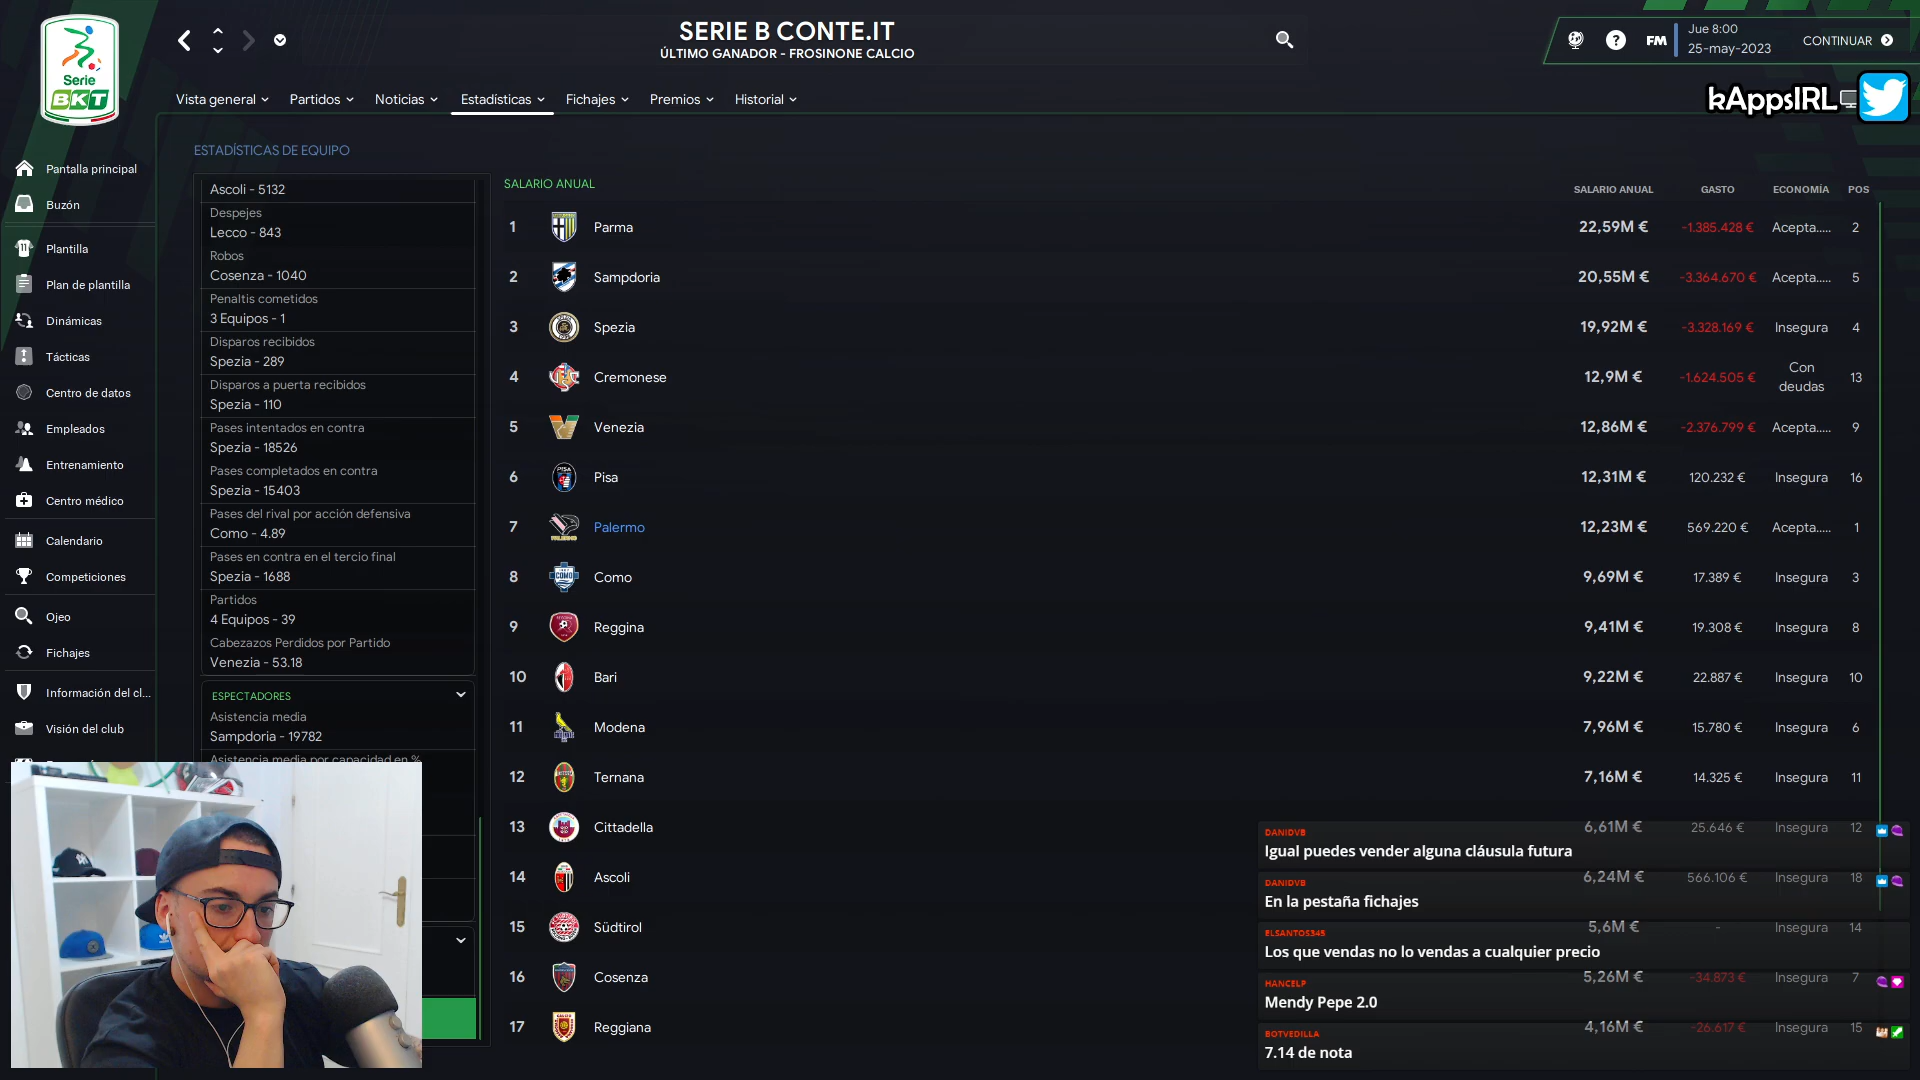 SERIE B CONTE.IT
ÚLTIMO GANADOR - FROSINONE CALCIO
FM
Jue 8:00
25-may-2023
CONTINUAR
Serie
BKT
Vista general
Partidos
Noticias
Estadísticas
Fichajes
Premios
Historial
kAppsIRL
ESTADÍSTICAS DE EQUIPO
Pantalla principal
Buzón
Plantilla
Plan de plantilla
Dinámicas
Tácticas
Centro de datos
Empleados
Entrenamiento
Centro médico
Calendario
Competiciones
Ojeo
Fichajes
Información del cl...
Visión del club
Ascoli - 5132
Despejes
Lecco - 843
Robos
Cosenza - 1040
Penaltis cometidos
3 Equipos - 1
Disparos recibidos
Spezia - 289
Disparos a puerta recibidos
Spezia - 110
Pases intentados en contra
Spezia - 18526
Pases completados en contra
Spezia - 15403
Pases del rival por acción defensiva
Como - 4.89
Pases en contra en el tercio final
Spezia - 1688
Partidos
4 Equipos - 39
Cabezazos Perdidos por Partido
Venezia - 53.18
ESPECTADORES
Asistencia media
Sampdoria - 19782
Asistencia media por capacidad en %
SALARIO ANUAL
SALARIO ANUAL GASTO ECONOMÍA POS
1 Parma 22,59M € -1.385.428 € Acepta..... 2
2 Sampdoria 20,55M € -3.364.670 € Acepta..... 5
3 Spezia 19,92M € -3.328.169 € Insegura 4
4 Cremonese 12,9M € -1.624.505 € Con deudas 13
5 Venezia 12,86M € -2.376.799 € Acepta..... 9
6 Pisa 12,31M € 120.232 € Insegura 16
7 Palermo 12,23M € 569.220 € Acepta..... 1
8 Como 9,69M € 17.389 € Insegura 3
9 Reggina 9,41M € 19.308 € Insegura 8
10 Bari 9,22M € 22.887 € Insegura 10
11 Modena 7,96M € 15.780 € Insegura 6
12 Ternana 7,16M € 14.325 € Insegura 11
13 Cittadella 6,61M € 25.646 € Insegura 12
14 Ascoli 6,24M € 566.106 € Insegura 18
15 Südtirol 5,6M € - Insegura 14
16 Cosenza 5,26M € -34.873 € Insegura 7
17 Reggiana 4,16M € -26.617 € Insegura 15
DANIDVB
Igual puedes vender alguna cláusula futura
DANIDVB
En la pestaña fichajes
ELSANTOS345
Los que vendas no lo vendas a cualquier precio
HANCELP
Mendy Pepe 2.0
BOTVEDILLA
7.14 de nota